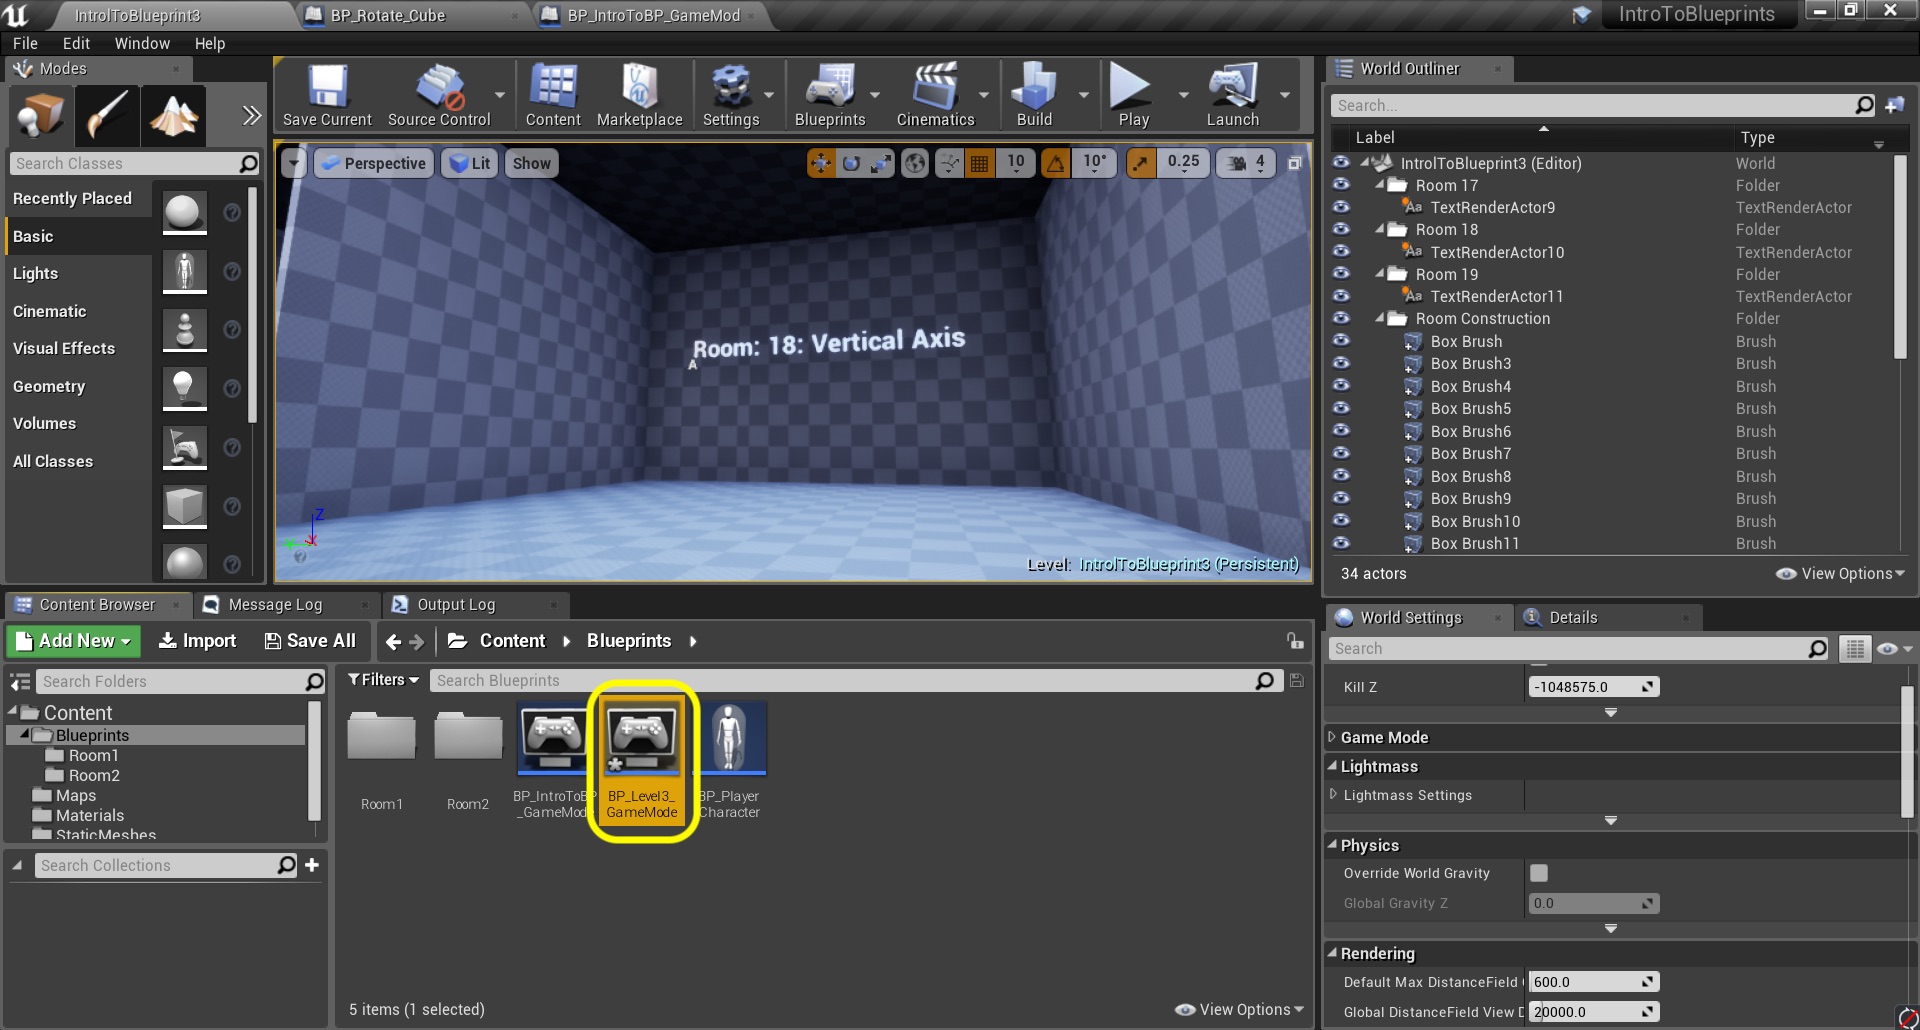 IntrolToBlueprint3
BP_Rotate_Cube
BP_IntroToBP_GameMod
IntroToBlueprints
File Edit Window Help
Modes
Search Classes
Recently Placed
Basic
Lights
Cinematic
Visual Effects
Geometry
Volumes
All Classes
Save Current
Source Control
Content
Marketplace
Settings
Blueprints
Cinematics
Build
Play
Launch
Perspective
Lit
Show
10
10°
0.25
4
Room: 18: Vertical Axis
A
Z
Level: IntrolToBlueprint3 (Persistent)
World Outliner
Search...
Label Type
IntrolToBlueprint3 (Editor) World
Room 17 Folder
TextRenderActor9 TextRenderActor
Room 18 Folder
TextRenderActor10 TextRenderActor
Room 19 Folder
TextRenderActor11 TextRenderActor
Room Construction Folder
Box Brush Brush
Box Brush3 Brush
Box Brush4 Brush
Box Brush5 Brush
Box Brush6 Brush
Box Brush7 Brush
Box Brush8 Brush
Box Brush9 Brush
Box Brush10 Brush
Box Brush11 Brush
34 actors
View Options
Content Browser
Message Log
Output Log
Add New
Import
Save All
Content
Blueprints
Search Folders
Content
Blueprints
Room1
Room2
Maps
Materials
StaticMeshes
Search Collections
Filters
Search Blueprints
Room1
Room2
BP_IntroToBP
_GameMode
BP_Level3_
GameMode
BP_Player
Character
5 items (1 selected)
View Options
World Settings
Details
Search
Kill Z -1048575.0
Game Mode
Lightmass
Lightmass Settings
Physics
Override World Gravity
Global Gravity Z 0.0
Rendering
Default Max DistanceField 600.0
Global DistanceField View D 20000.0